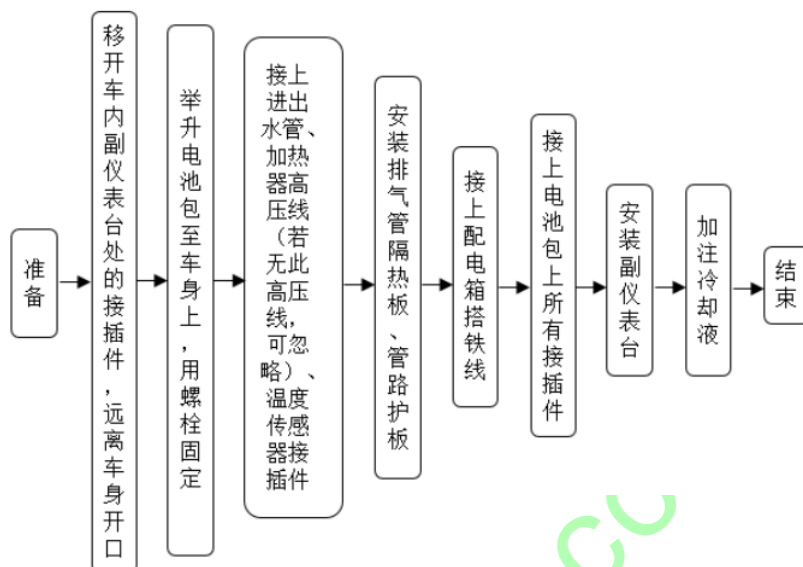 准备
移开车内副仪表台处的接插件，远离车身开口
举升电池包至车身上，用螺栓固定
接上
进出
水管、
加热
器高
压线
（若
无此
高压
线，
可忽
略）、
温度
传感
器接
插件
安装排气管隔热板、管路护板
接上配电箱搭铁线
接上电池包上所有接插件
安装副仪表台
加注冷却液
结束